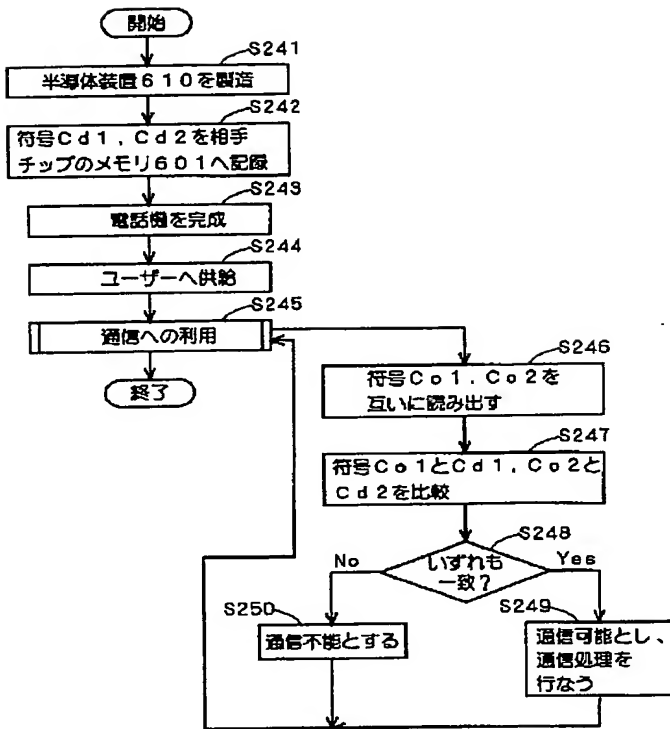 開始
S241
半導体装置610を製造
S242
符号Cd1,Cd2を相手
チップのメモリ601へ記録
S243
電話機を完成
S244
ユーザーへ供給
S245
通信への利用
終了
S246
符号Co1,Co2を
互いに読み出す
S247
符号Co1とCd1,Co2と
Cd2を比較
S248
いずれも
一致?
No
Yes
S250
通信不能とする
S249
通信可能とし、
通信処理を
行なう